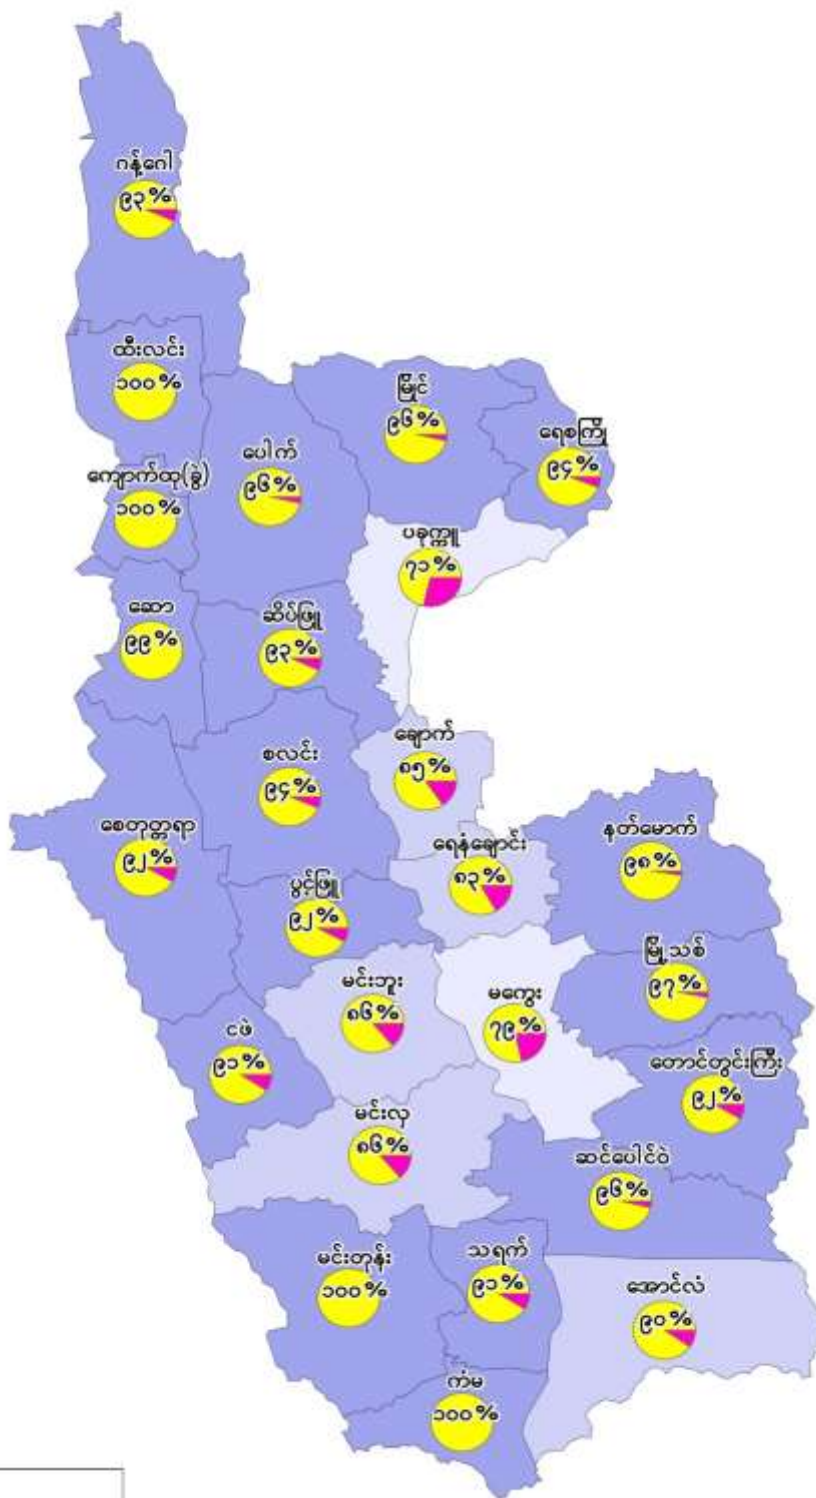 ဂန့်ဂေါ
၉၃%
ထီးလင်း
၁၀၀%
မြိုင်
၉၆%
ရေစကြို
၉၄%
ပေါက်
၉၆%
ကျောက်ထု(ခွဲ)
၁၀၀%
ပခုက္ကူ
၇၁%
ဆော
၉၉%
ဆိပ်ဖြူ
၉၃%
ချောက်
၈၅%
စလင်း
၉၄%
စေတုတ္တရာ
၉၂%
ရေနံချောင်း
၈၃%
နတ်မောက်
၉၈%
ပွင့်ဖြူ
၉၂%
မြို့သစ်
၉၇%
မင်းဘူး
၈၆%
မကွေး
၇၉%
ငဖဲ
၉၁%
တောင်တွင်းကြီး
၉၂%
မင်းလှ
၈၆%
ဆင်ပေါင်ဝဲ
၉၆%
မင်းတုန်း
၁၀၀%
သရက်
၉၁%
အောင်လံ
၉၀%
ကံမ
၁၀၀%